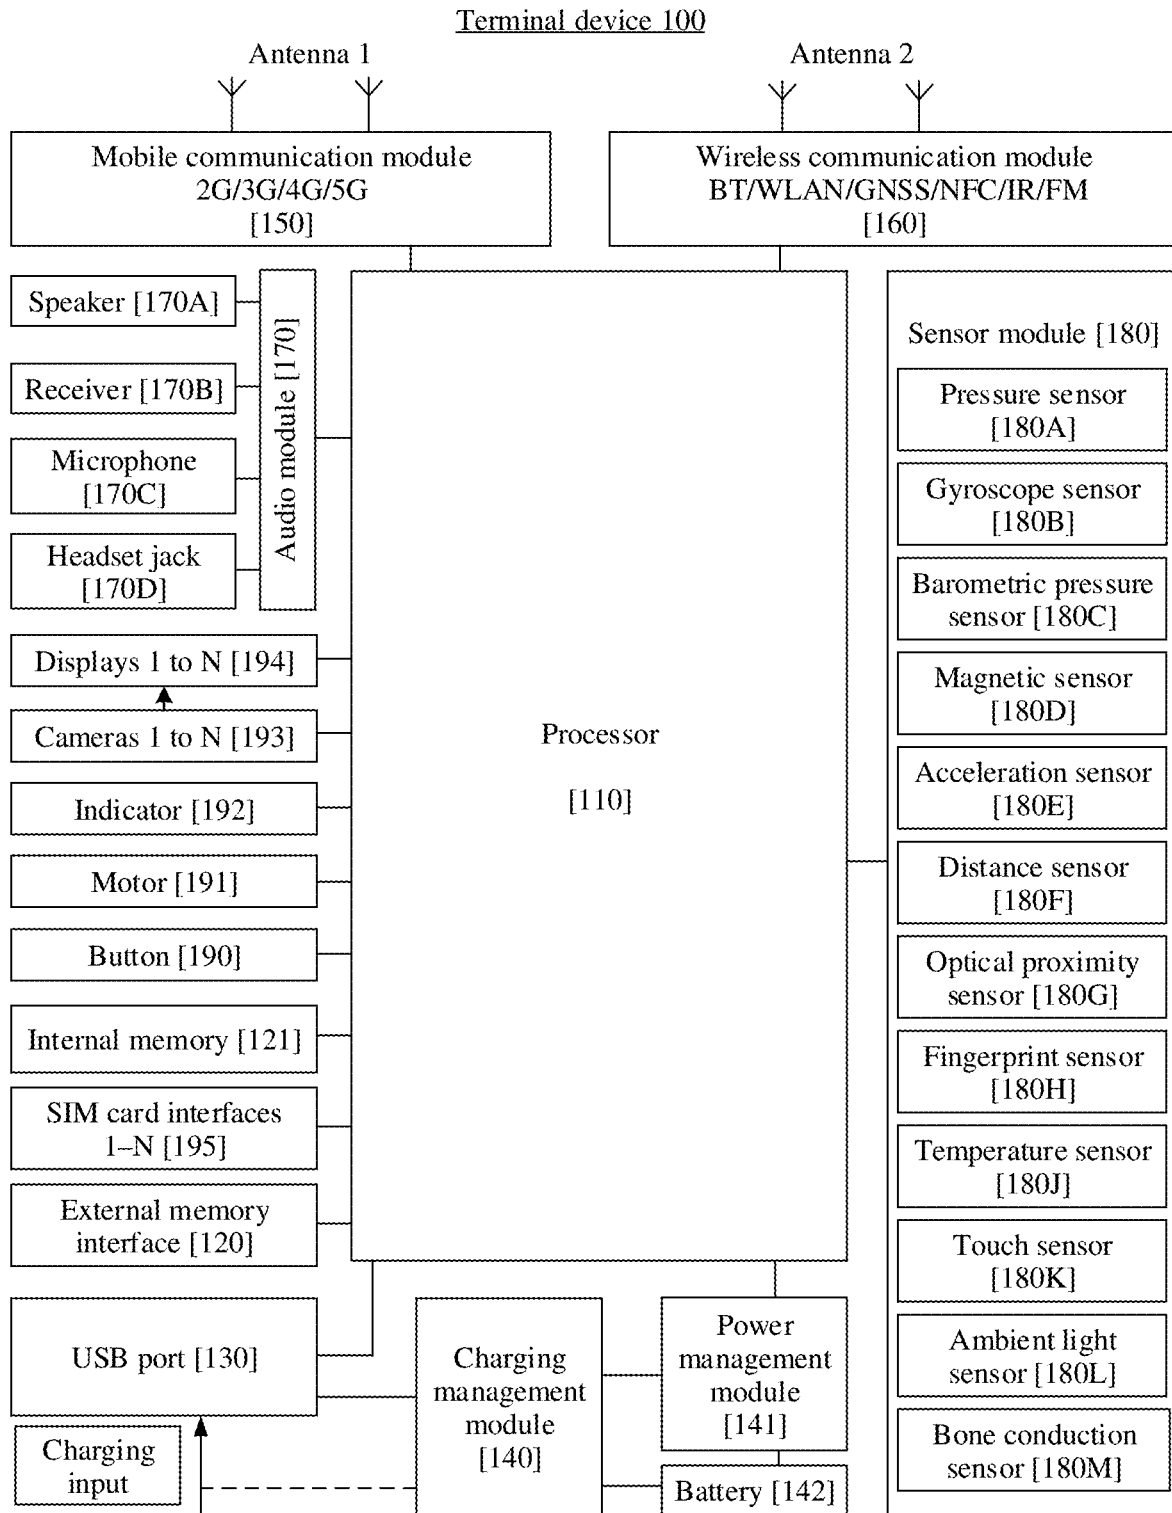 Terminal device 100
Antenna 1
Antenna 2
Mobile communication module
2G/3G/4G/5G
[150]
Wireless communication module
BT/WLAN/GNSS/NFC/IR/FM
[160]
Speaker [170A]
Receiver [170B]
Microphone
[170C]
Headset jack
[170D]
Audio module [170]
Displays 1 to N [194]
Cameras 1 to N [193]
Indicator [192]
Motor [191]
Button [190]
Internal memory [121]
SIM card interfaces
1–N [195]
External memory
interface [120]
Processor
[110]
Sensor module [180]
Pressure sensor
[180A]
Gyroscope sensor
[180B]
Barometric pressure
sensor [180C]
Magnetic sensor
[180D]
Acceleration sensor
[180E]
Distance sensor
[180F]
Optical proximity
sensor [180G]
Fingerprint sensor
[180H]
Temperature sensor
[180J]
Touch sensor
[180K]
Ambient light
sensor [180L]
Bone conduction
sensor [180M]
USB port [130]
Charging
input
Charging
management
module
[140]
Power
management
module
[141]
Battery [142]